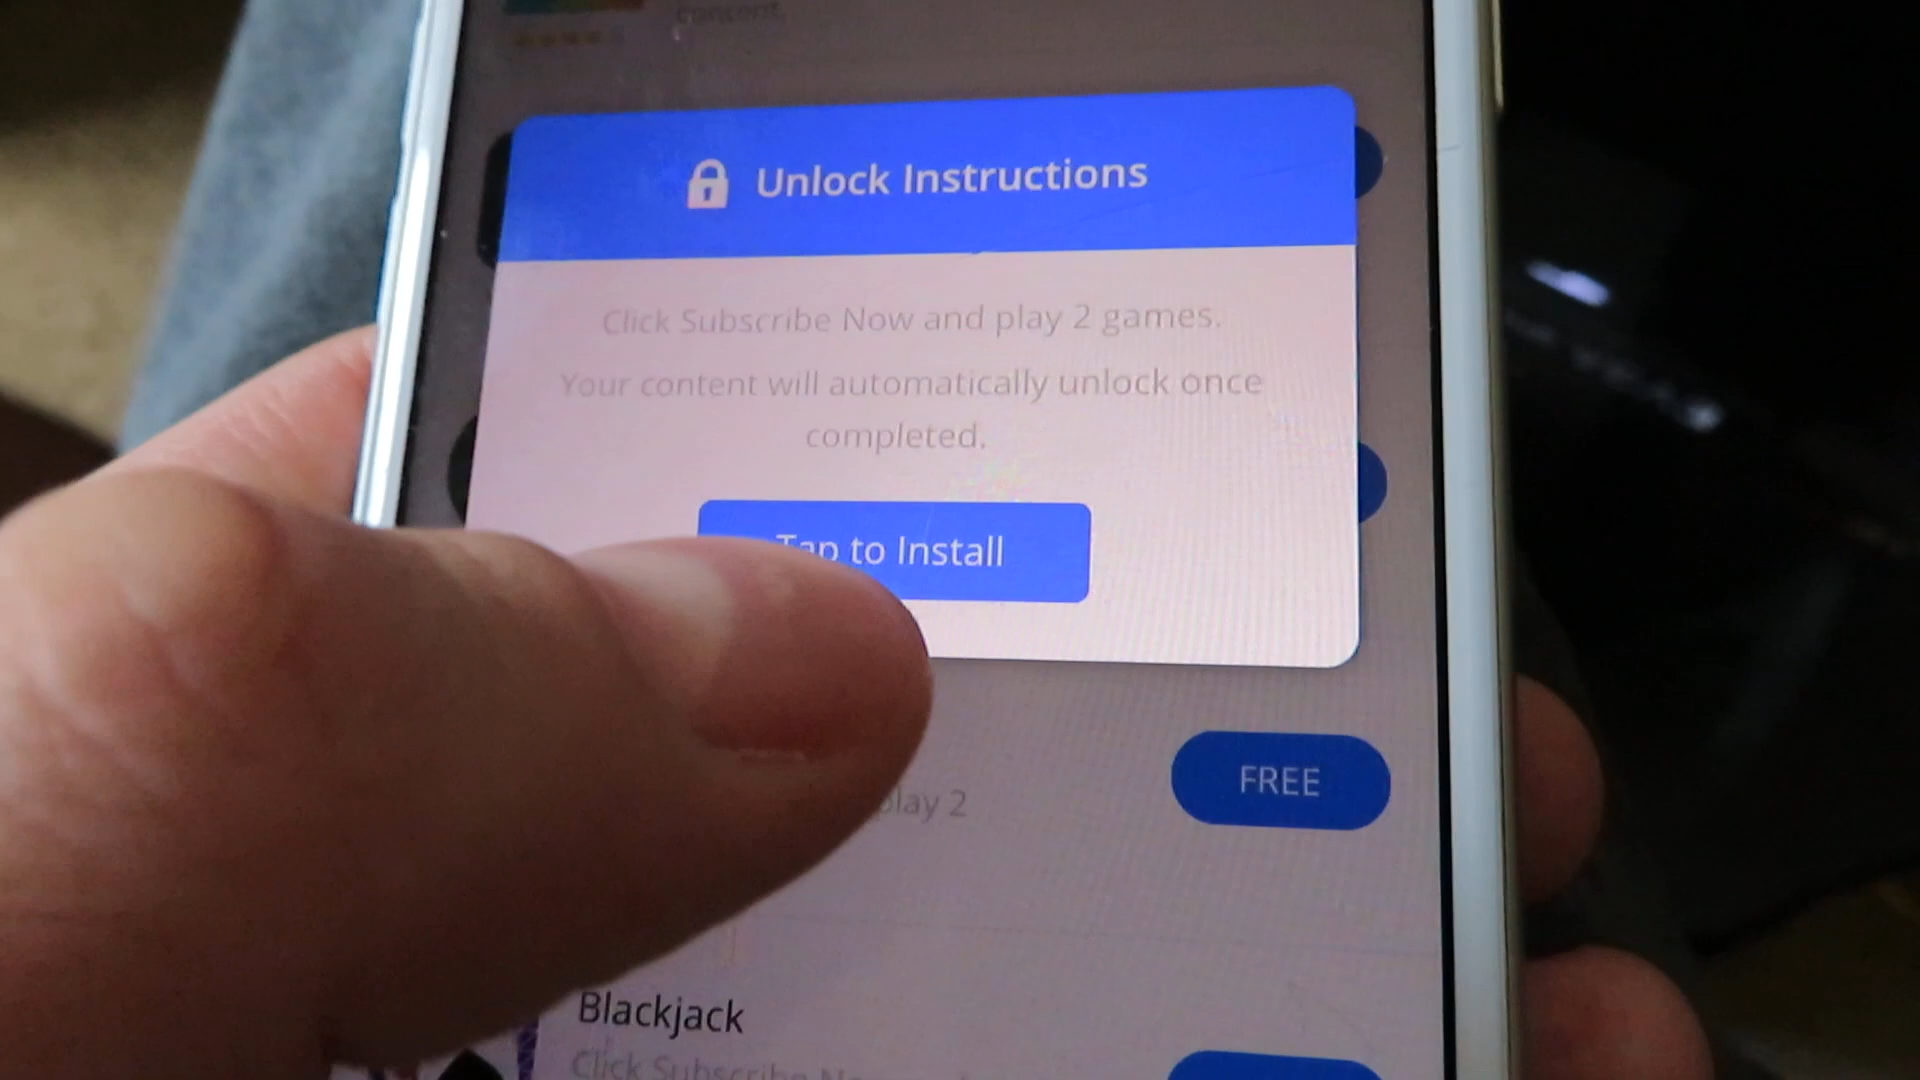 content.
Unlock Instructions
Click Subscribe Now and play 2 games.
Your content will automatically unlock once
completed.
Tap to Install
FREE
play 2
Blackjack
Click Subscribe